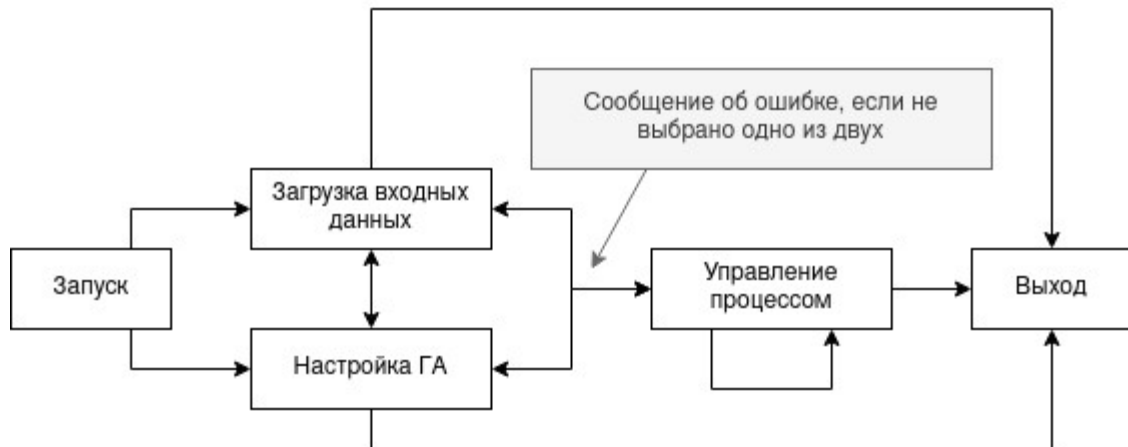 Сообщение об ошибке, если не
выбрано одно из двух
Загрузка входных
данных
Запуск
Управление
процессом
Выход
Настройка ГА